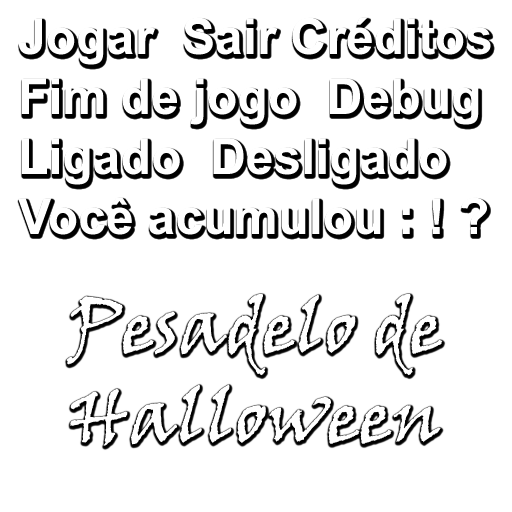 Jogar Sair Créditos
Fim de jogo Debug
Ligado Desligado
Você acumulou : ! ?
Pesadelo de
Halloween